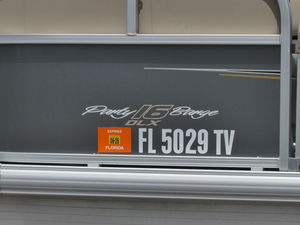 Party 16 Barge
DLX
EXPIRES
FLORIDA
FL 5029 TV